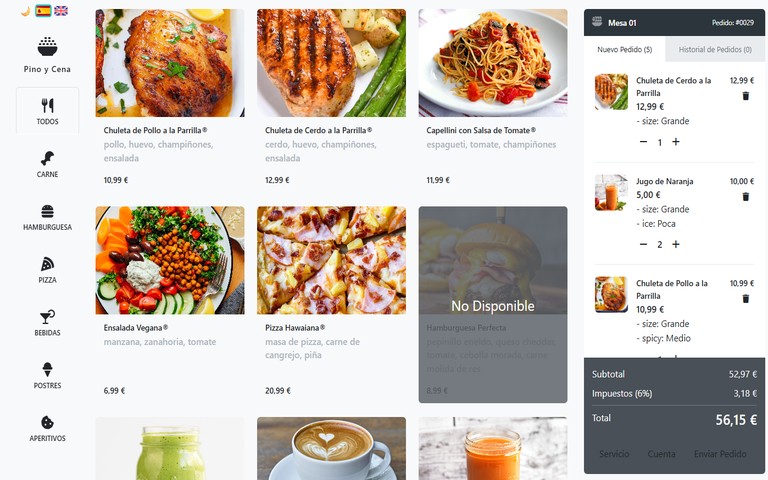 Pino y Cena
TODOS
CARNE
HAMBURGUESA
PIZZA
BEBIDAS
POSTRES
APERITIVOS
Chuleta de Pollo a la Parrilla®
pollo, huevo, champiñones,
ensalada
10,99 €
Chuleta de Cerdo a la Parrilla®
cerdo, huevo, champiñones,
ensalada
12,99 €
Capellini con Salsa de Tomate®
espagueti, tomate, champiñones
11,99 €
Ensalada Vegana®
manzana, zanahoria, tomate
6,99 €
Pizza Hawaiana®
masa de pizza, carne de
cangrejo, piña
20,99 €
No Disponible
Hamburguesa Perfecta
8,99 €
Mesa 01
Pedido: #0029
Nuevo Pedido (5)
Historial de Pedidos (0)
Chuleta de Cerdo a la
Parrilla
12,99 €
12,99 €
- size: Grande
1
Jugo de Naranja
10,00 €
5,00 €
- size: Grande
- ice: Poca
2
Chuleta de Pollo a la
Parrilla
10,99 €
10,99 €
- size: Grande
- spicy: Medio
Subtotal 52,97 €
Impuestos (6%) 3,18 €
Total 56,15 €
Servicio Cuenta Enviar Pedido